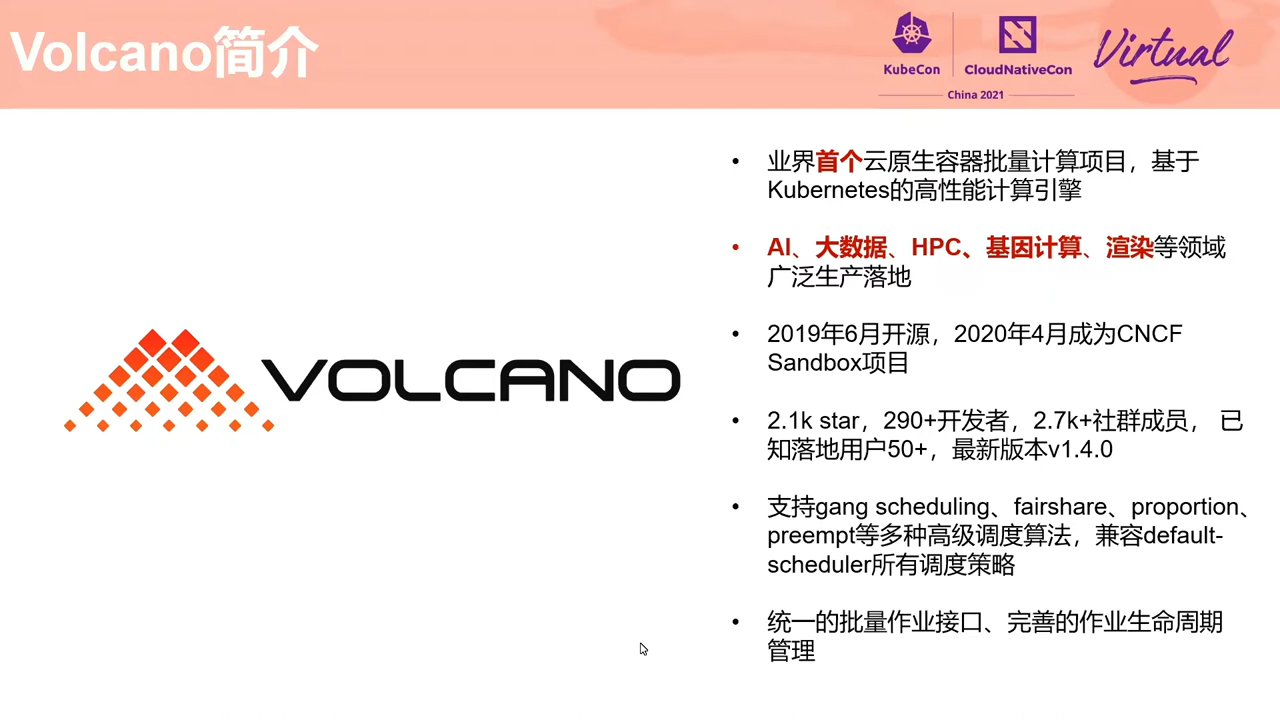 Volcano简介
KubeCon
CloudNativeCon
China 2021
Virtual
VOLCANO
• 业界首个云原生容器批量计算项目，基于
Kubernetes的高性能计算引擎
• AI、大数据、HPC、基因计算、渲染等领域
广泛生产落地
• 2019年6月开源，2020年4月成为CNCF
Sandbox项目
• 2.1k star，290+开发者，2.7k+社群成员， 已
知落地用户50+，最新版本v1.4.0
• 支持gang scheduling、fairshare、proportion、
preempt等多种高级调度算法，兼容default-
scheduler所有调度策略
• 统一的批量作业接口、完善的作业生命周期
管理